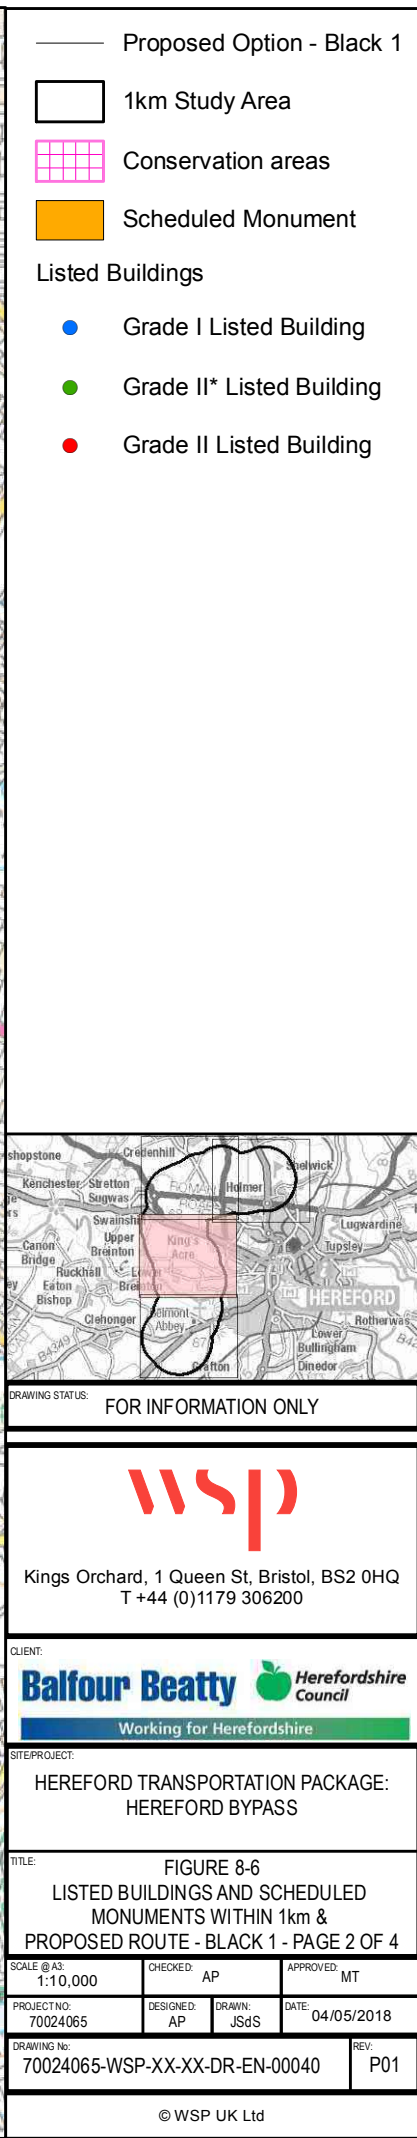 Proposed Option - Black 1
1km Study Area
Conservation areas
Scheduled Monument
Listed Buildings
Grade I Listed Building
Grade II* Listed Building
Grade II Listed Building
shopstone
Credenhill
Shelwick
Kenchester
Stretton
Sugwas
Holmer
Lugwardine
Swainshi
Upper
Breinton
King's
Acre
Tupsley
Canon
Bridge
Ruckhall
Lower
Breinton
Eaton
Bishop
HEREFORD
Clehonger
Belmont
Abbey
Rotherwas
Lower
Bullingham
B4349
Grafton
Dinedor
DRAWING STATUS:
FOR INFORMATION ONLY
wsp
Kings Orchard, 1 Queen St, Bristol, BS2 0HQ
T +44 (0)1179 306200
CLIENT:
Balfour Beatty
Herefordshire
Council
Working for Herefordshire
SITE/PROJECT:
HEREFORD TRANSPORTATION PACKAGE:
HEREFORD BYPASS
TITLE:
FIGURE 8-6
LISTED BUILDINGS AND SCHEDULED
MONUMENTS WITHIN 1km &
PROPOSED ROUTE - BLACK 1 - PAGE 2 OF 4
SCALE @ A3: CHECKED: APPROVED:
1:10,000 AP MT
PROJECT NO: DESIGNED: DRAWN: DATE:
70024065 AP JSdS 04/05/2018
DRAWING No: REV:
70024065-WSP-XX-XX-DR-EN-00040 P01
© WSP UK Ltd